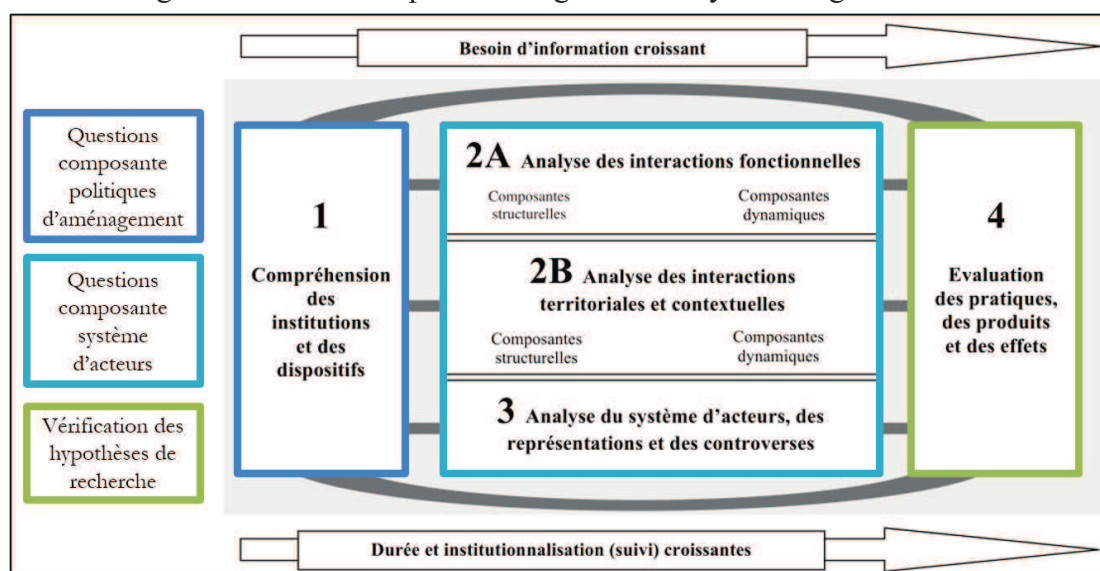 Besoin d'information croissant
Questions
composante
politiques
d'aménagement
Questions
composante
système
d'acteurs
Vérification des
hypothèses de
recherche
1
Compréhension
des
institutions
et des
dispositifs
2A Analyse des interactions fonctionnelles
Composantes
structurelles
Composantes
dynamiques
2B Analyse des interactions
territoriales et contextuelles
Composantes
structurelles
Composantes
dynamiques
3 Analyse du système d'acteurs, des
représentations et des controverses
4
Evaluation
des pratiques,
des produits
et des effets
Durée et institutionnalisation (suivi) croissantes